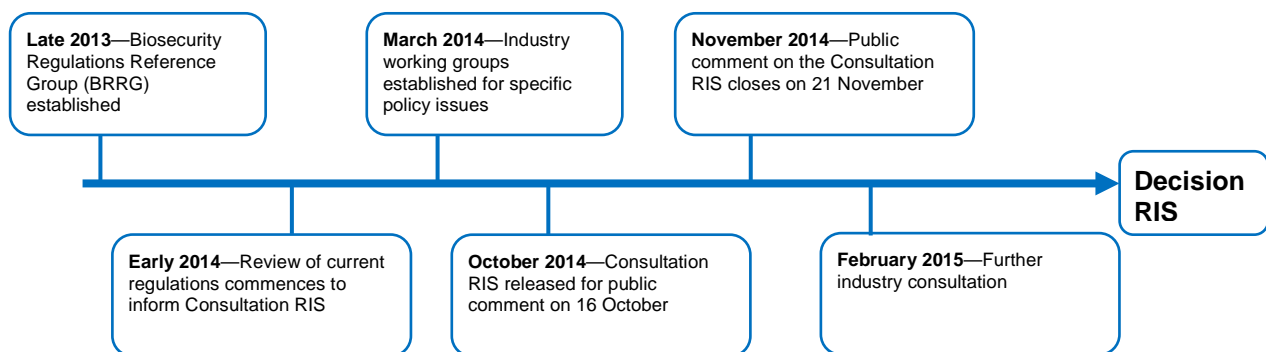 Late 2013—Biosecurity
Regulations Reference
Group (BRRG)
established
March 2014—Industry
working groups
established for specific
policy issues
November 2014—Public
comment on the Consultation
RIS closes on 21 November
Decision
RIS
Early 2014—Review of current
regulations commences to
inform Consultation RIS
October 2014—Consultation
RIS released for public
comment on 16 October
February 2015—Further
industry consultation